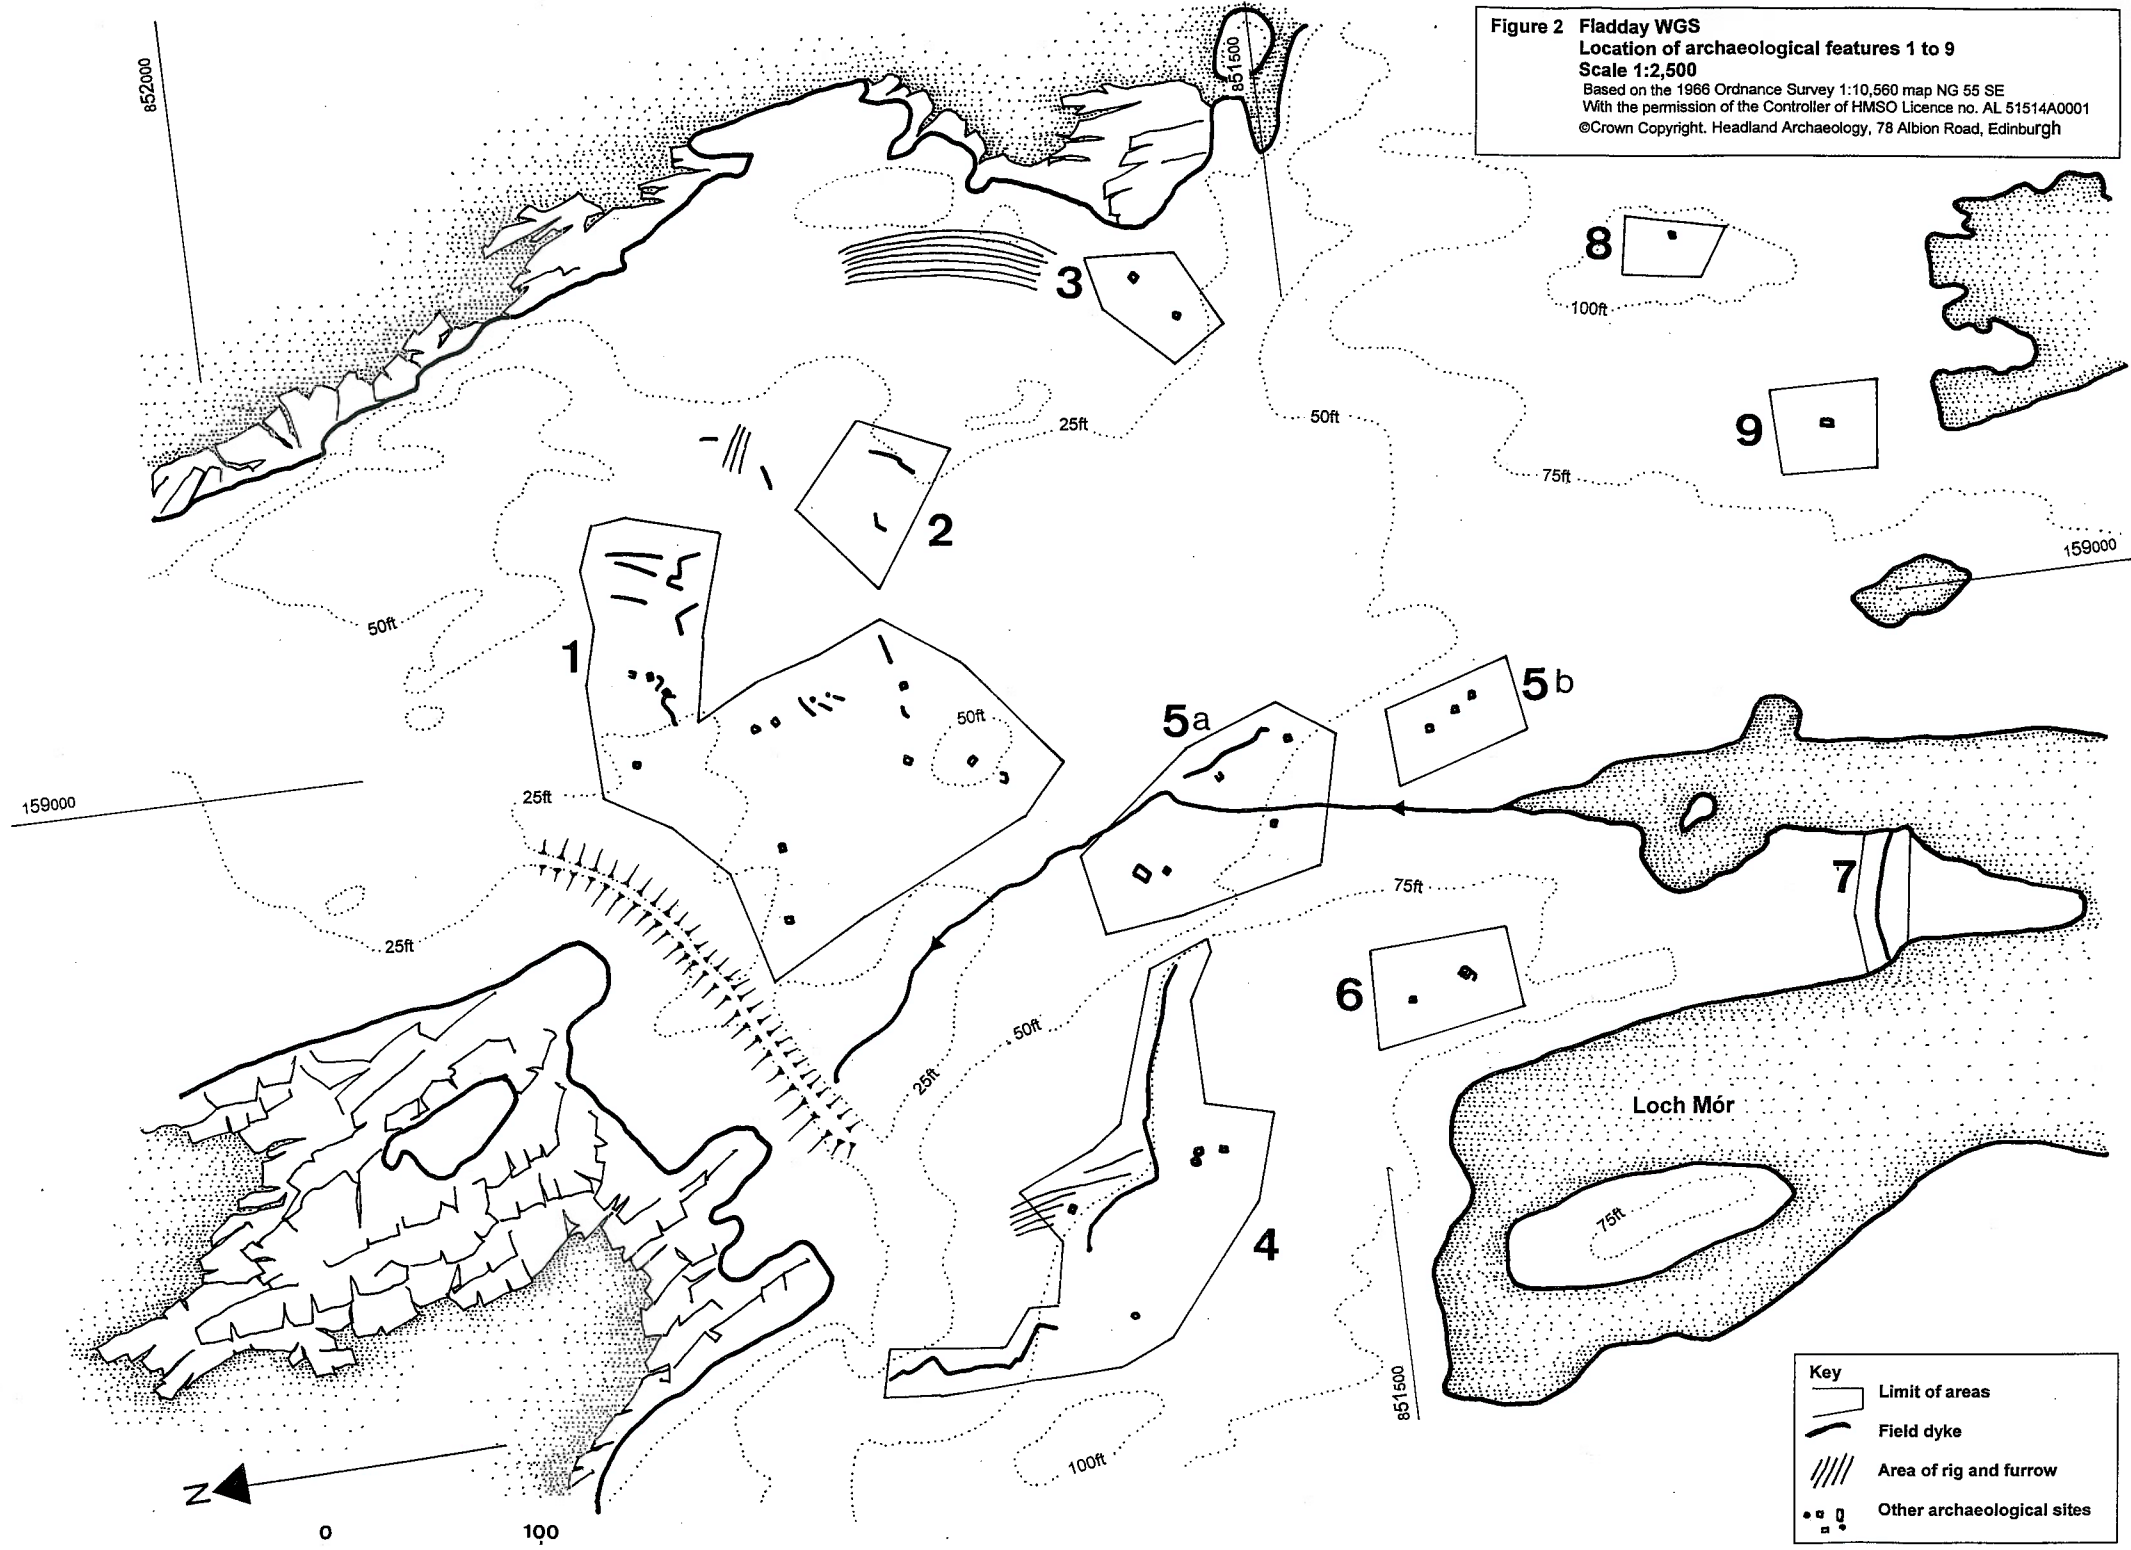 Figure 2 Fladday WGS
Location of archaeological features 1 to 9
Scale 1:2,500
Based on the 1966 Ordnance Survey 1:10,560 map NG 55 SE
With the permission of the Controller of HMSO Licence no. AL 51514A0001
©Crown Copyright. Headland Archaeology, 78 Albion Road, Edinburgh
852000
851500
8
3
100ft
25ft
50ft
9
75ft
2
159000
50ft
1
5a
5b
50ft
159000
25ft
7
75ft
25ft
6
50ft
25ft
Loch Mór
75ft
4
851500
100ft
N
0 100
Key
Limit of areas
Field dyke
Area of rig and furrow
Other archaeological sites